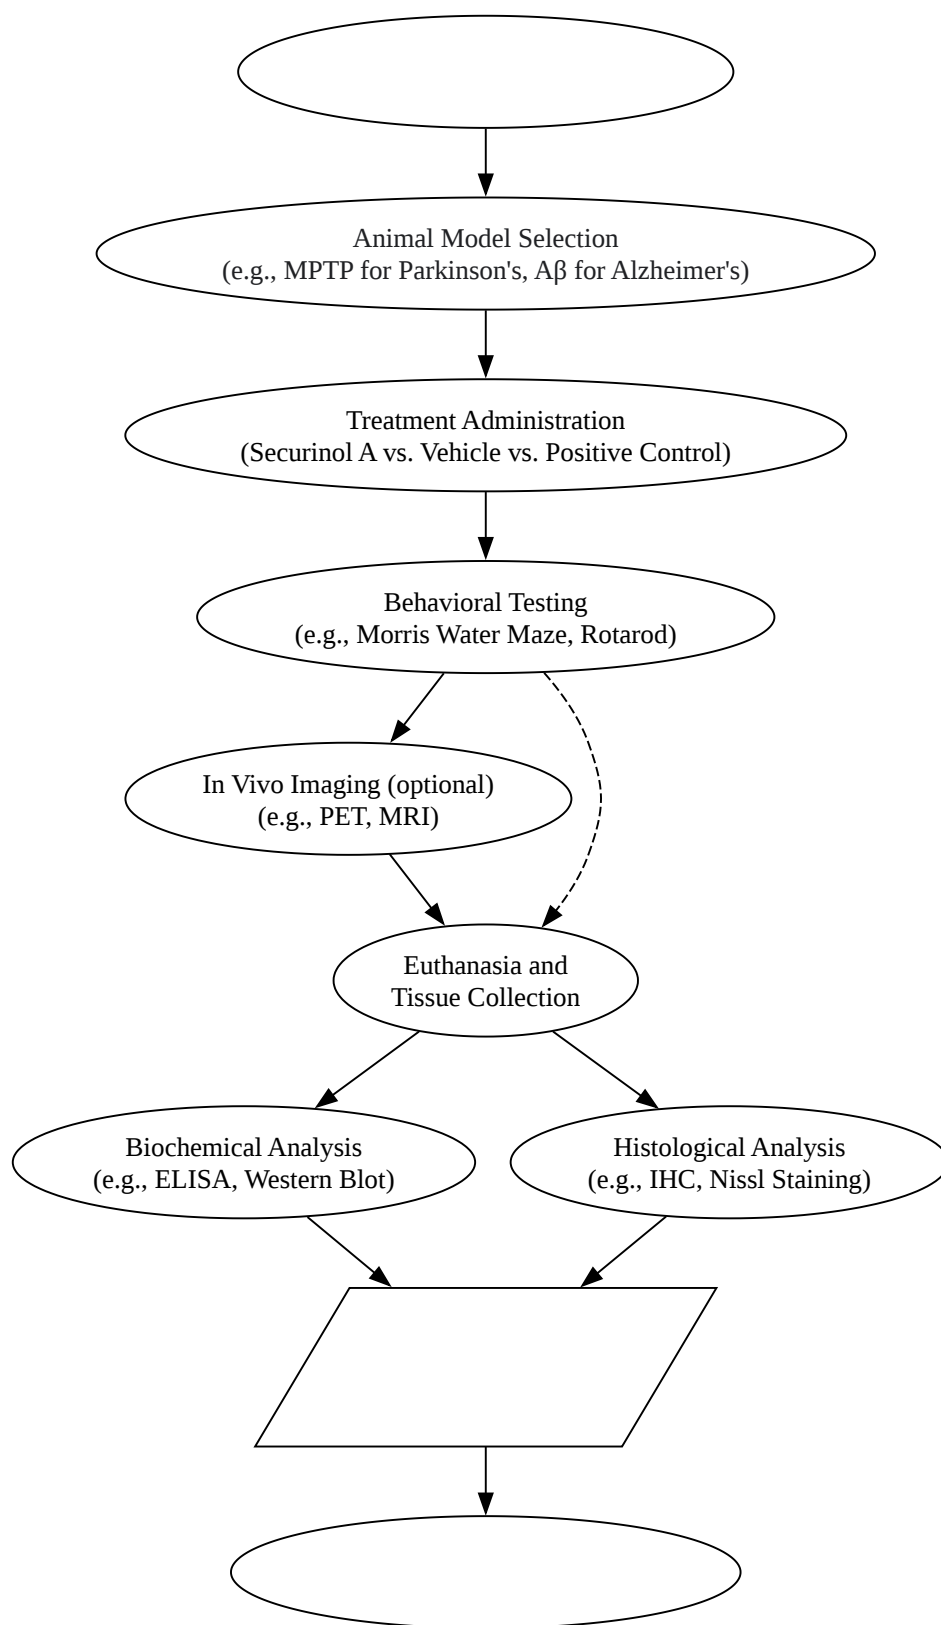 Animal Model Selection
(e.g., MPTP for Parkinson's, Aβ for Alzheimer's)
Treatment Administration
(Securinol A vs. Vehicle vs. Positive Control)
Behavioral Testing
(e.g., Morris Water Maze, Rotarod)
In Vivo Imaging (optional)
(e.g., PET, MRI)
Euthanasia and
Tissue Collection
Biochemical Analysis
(e.g., ELISA, Western Blot)
Histological Analysis
(e.g., IHC, Nissl Staining)